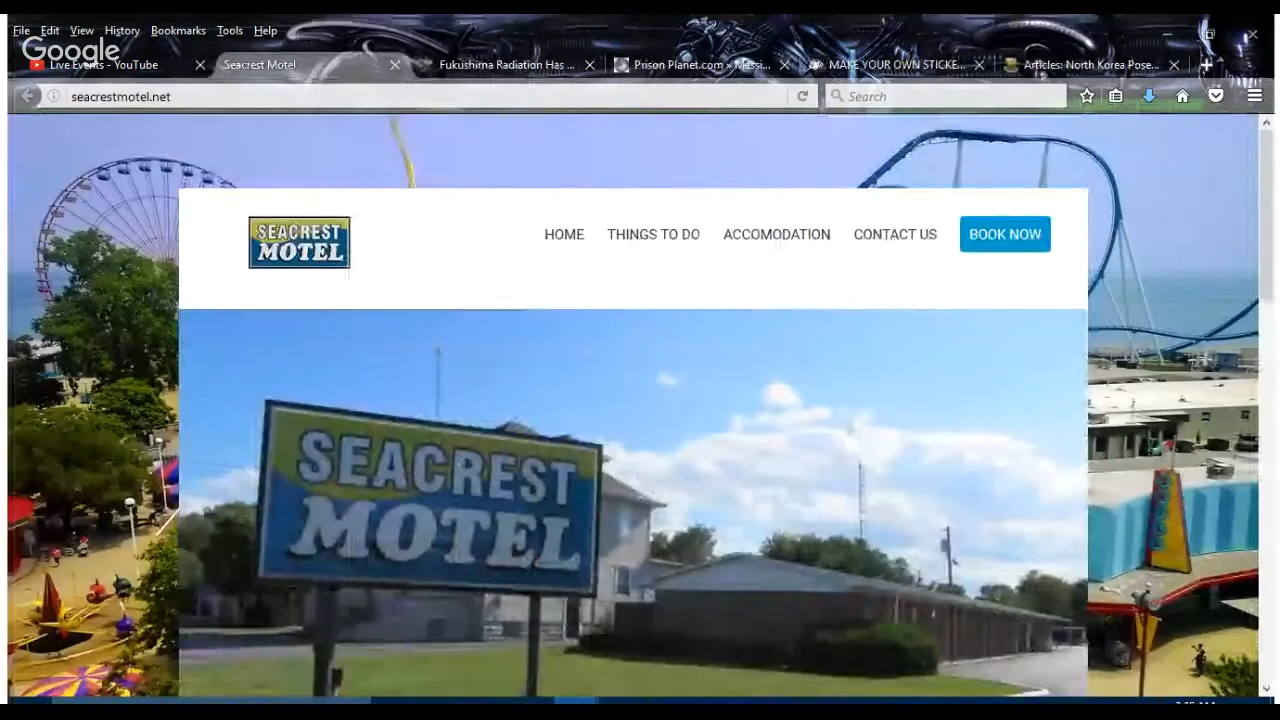 File Edit View History Bookmarks Tools Help
Google
Live Events - YouTube
Seacrest Motel
Fukushima Radiation Has ...
Prison Planet.com » Messi...
MAKE YOUR OWN STICKE...
Articles: North Korea Pose...
seacrestmotel.net
Search
SEACREST
MOTEL
HOME THINGS TO DO ACCOMODATION CONTACT US BOOK NOW
SEACREST
MOTEL